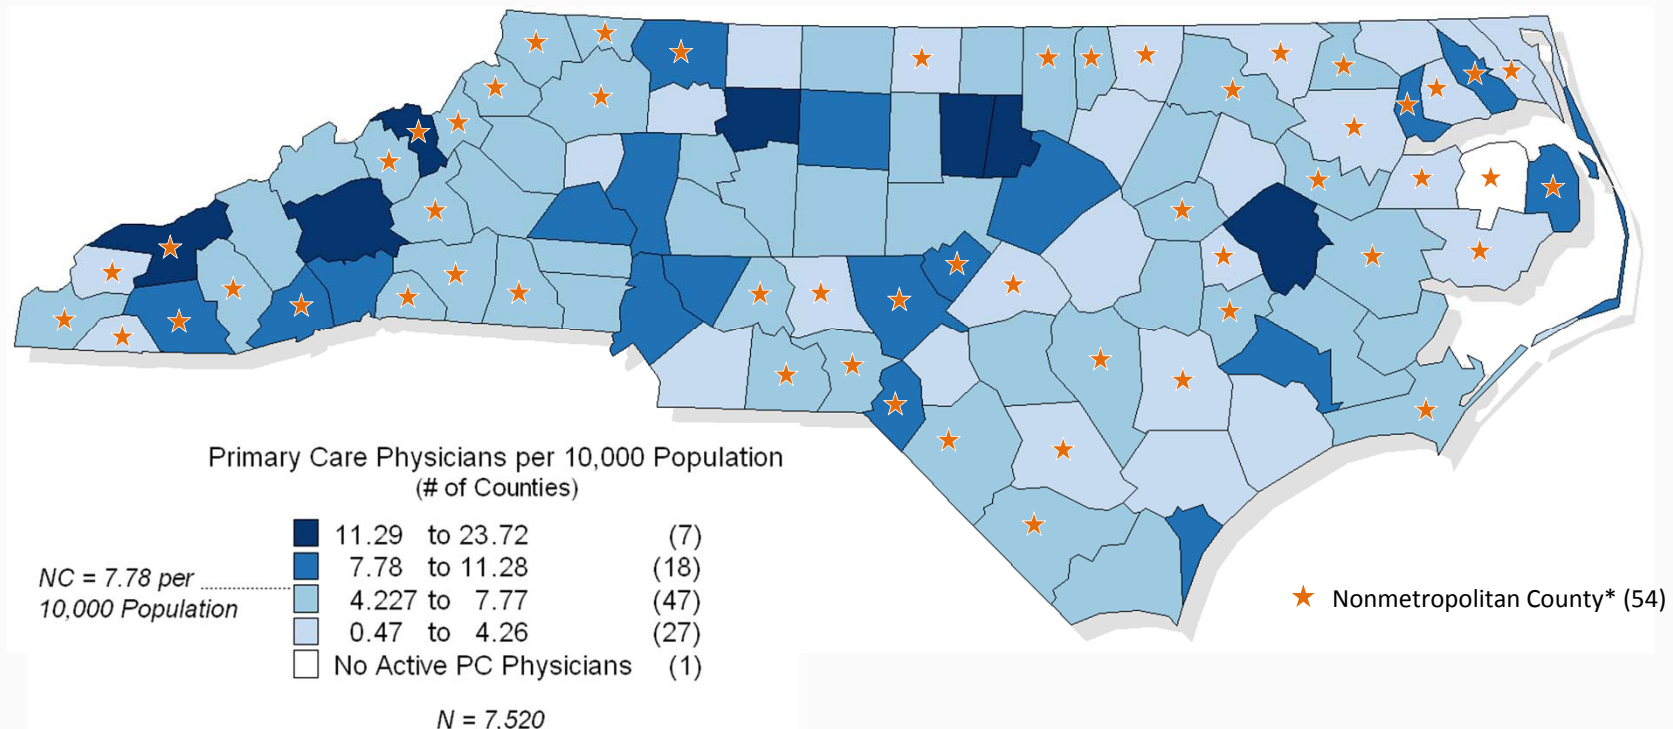 Primary Care Physicians per 10,000 Population
(# of Counties)
11.29 to 23.72 (7)
7.78 to 11.28 (18)
4.227 to 7.77 (47)
0.47 to 4.26 (27)
No Active PC Physicians (1)
NC = 7.78 per
10,000 Population
N = 7,520
Nonmetropolitan County* (54)